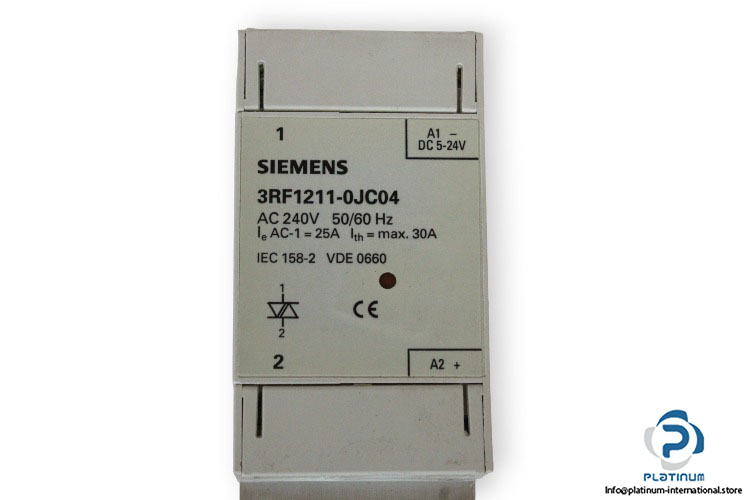 1
A1 −
DC 5-24V
SIEMENS
3RF1211-0JC04
AC 240V 50/60 Hz
Ie AC-1 = 25A Ith = max. 30A
IEC 158-2 VDE 0660
1
CE
2
2
A2 +
PLATINUM
Info@platinum-international.store